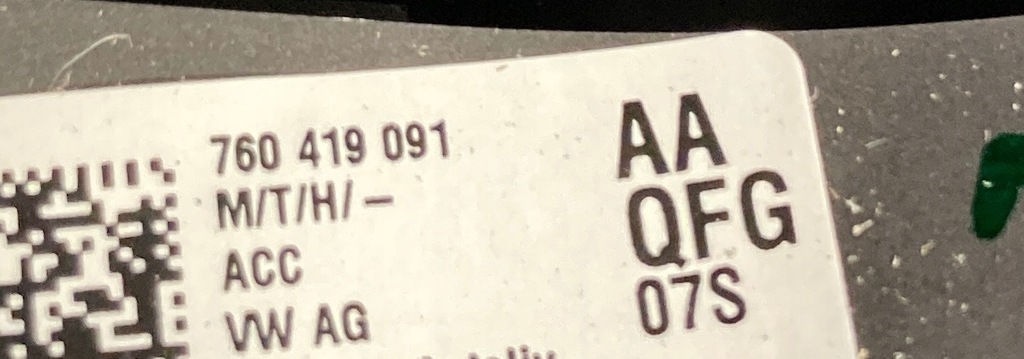 760 419 091
M/T/H/–
ACC
VW AG
AA
QFG
07S